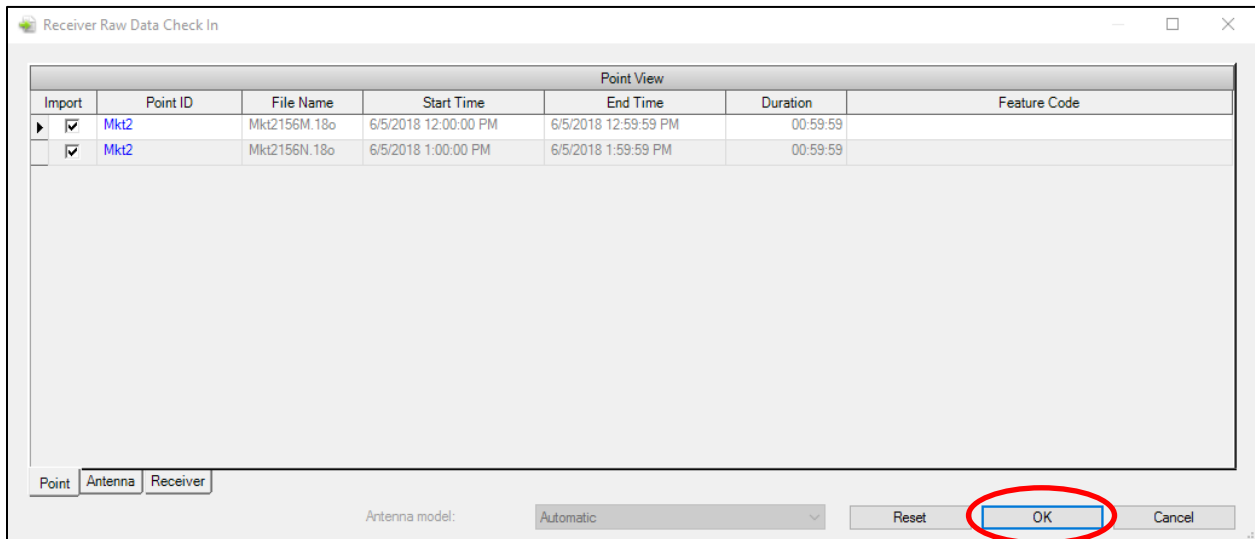 Receiver Raw Data Check In
Point View
Import Point ID File Name Start Time End Time Duration Feature Code
Mkt2 Mkt2156M.18o 6/5/2018 12:00:00 PM 6/5/2018 12:59:59 PM 00:59:59
Mkt2 Mkt2156N.18o 6/5/2018 1:00:00 PM 6/5/2018 1:59:59 PM 00:59:59
Point Antenna Receiver
Antenna model: Automatic Reset OK Cancel